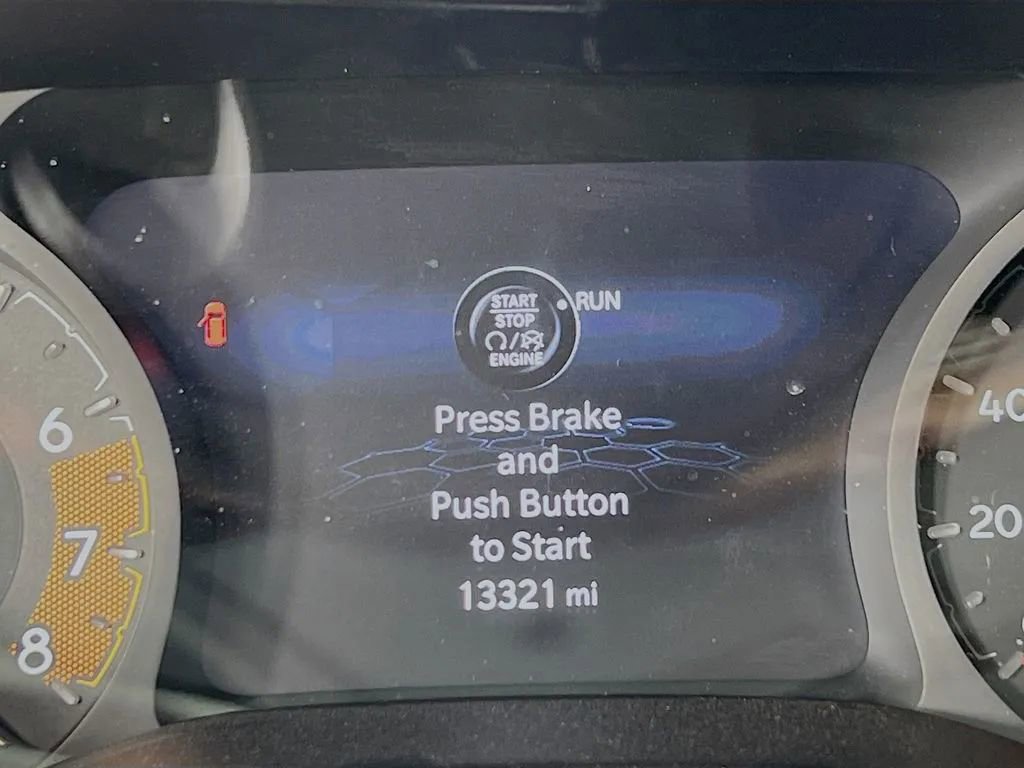 START
STOP
ENGINE
RUN
Press Brake
and
Push Button
to Start
13321 mi
6
7
8
40
20